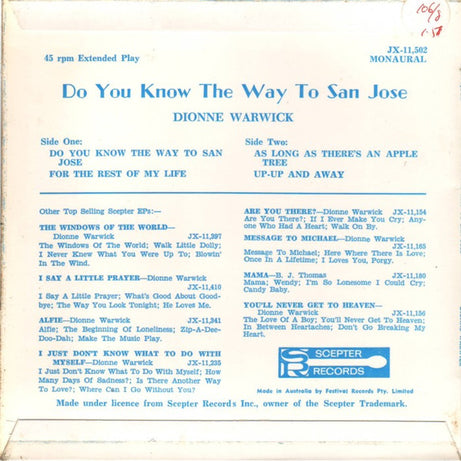 106/8
1.57
45 rpm Extended Play
JX-11,502
MONAURAL
Do You Know The Way To San Jose
DIONNE WARWICK
Side One:
DO YOU KNOW THE WAY TO SAN
JOSE
FOR THE REST OF MY LIFE
Side Two:
AS LONG AS THERE'S AN APPLE
TREE
UP-UP AND AWAY
Other Top Selling Scepter EPs:—
THE WINDOWS OF THE WORLD—
Dionne Warwick JX-11,397
The Windows Of The World; Walk Little Dolly;
I Never Knew What You Were Up To; Blowin'
In The Wind.
I SAY A LITTLE PRAYER—Dionne Warwick
JX-11,410
I Say A Little Prayer; What's Good About Good-
bye; The Way You Look Tonight; He Loves Me.
ALFIE—Dionne Warwick JX-11,341
Alfie; The Beginning Of Loneliness; Zip-A-Dee-
Doo-Dah; Make The Music Play.
I JUST DON'T KNOW WHAT TO DO WITH
MYSELF—Dionne Warwick JX-11,235
I Just Don't Know What To Do With Myself; How
Many Days Of Sadness?; Is There Another Way
To Love?; Where Can I Go Without You?
ARE YOU THERE?—Dionne Warwick JX-11,154
Are You There?; If I Ever Make You Cry; Any-
one Who Had A Heart; Walk On By.
MESSAGE TO MICHAEL—Dionne Warwick
JX-11,165
Message To Michael; Here Where There Is Love;
Once In A Lifetime; I Loves You, Porgy.
MAMA—B. J. Thomas JX-11,160
Mama; Wendy; I'm So Lonesome I Could Cry;
Candy Baby.
YOU'LL NEVER GET TO HEAVEN—
Dionne Warwick JX-11,156
The Love Of A Boy; You'll Never Get To Heaven;
In Between Heartaches; Don't Go Breaking My
Heart.
SR
SCEPTER
RECORDS
Made in Australia by Festival Records Pty. Limited
Made under licence from Scepter Records Inc., owner of the Scepter Trademark.